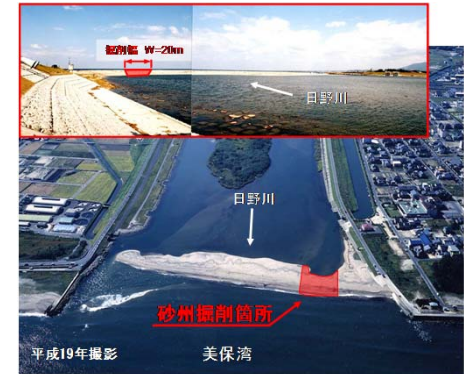 掘削幅 W=20m
日野川
日野川
砂州掘削箇所
平成19年撮影
美保湾